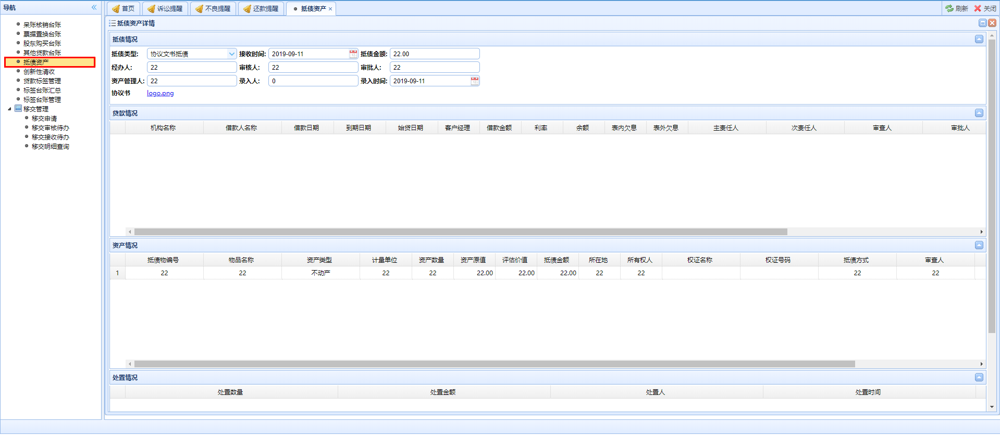 导航
首页 诉讼提醒 不良提醒 还款提醒 抵债资产 刷新 关闭
呆账核销台账
票据置换台账
股东购买台账
其他贷款台账
抵债资产
创新性清收
贷款标签管理
标签台账汇总
标签台账管理
移交管理
移交申请
移交审核待办
移交接收待办
移交明细查询
抵债资产详情
抵债情况
抵债类型: 协议文书抵债 接收时间: 2019-09-11 抵债金额: 22.00
经办人: 22 审核人: 22 审批人: 22
资产管理人: 22 录入人: 0 录入时间: 2019-09-11
协议书 logo.png
贷款情况
机构名称 借款人名称 借款日期 到期日期 始贷日期 客户经理 借款金额 利率 余额 表内欠息 表外欠息 主责任人 次责任人 审查人 审批人
资产情况
抵债物编号 物品名称 资产类型 计量单位 资产数量 资产原值 评估价值 抵债金额 所在地 所有权人 权证名称 权证号码 抵债方式 审查人
1 22 22 不动产 22 22 22.00 22.00 22.00 22 22 22 22
处置情况
处置数量 处置金额 处置人 处置时间